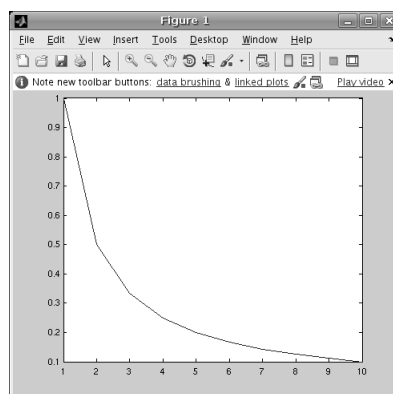 Figure 1
File Edit View Insert Tools Desktop Window Help
Note new toolbar buttons: data brushing & linked plots Play video
1
0.9
0.8
0.7
0.6
0.5
0.4
0.3
0.2
0.1
1 2 3 4 5 6 7 8 9 10